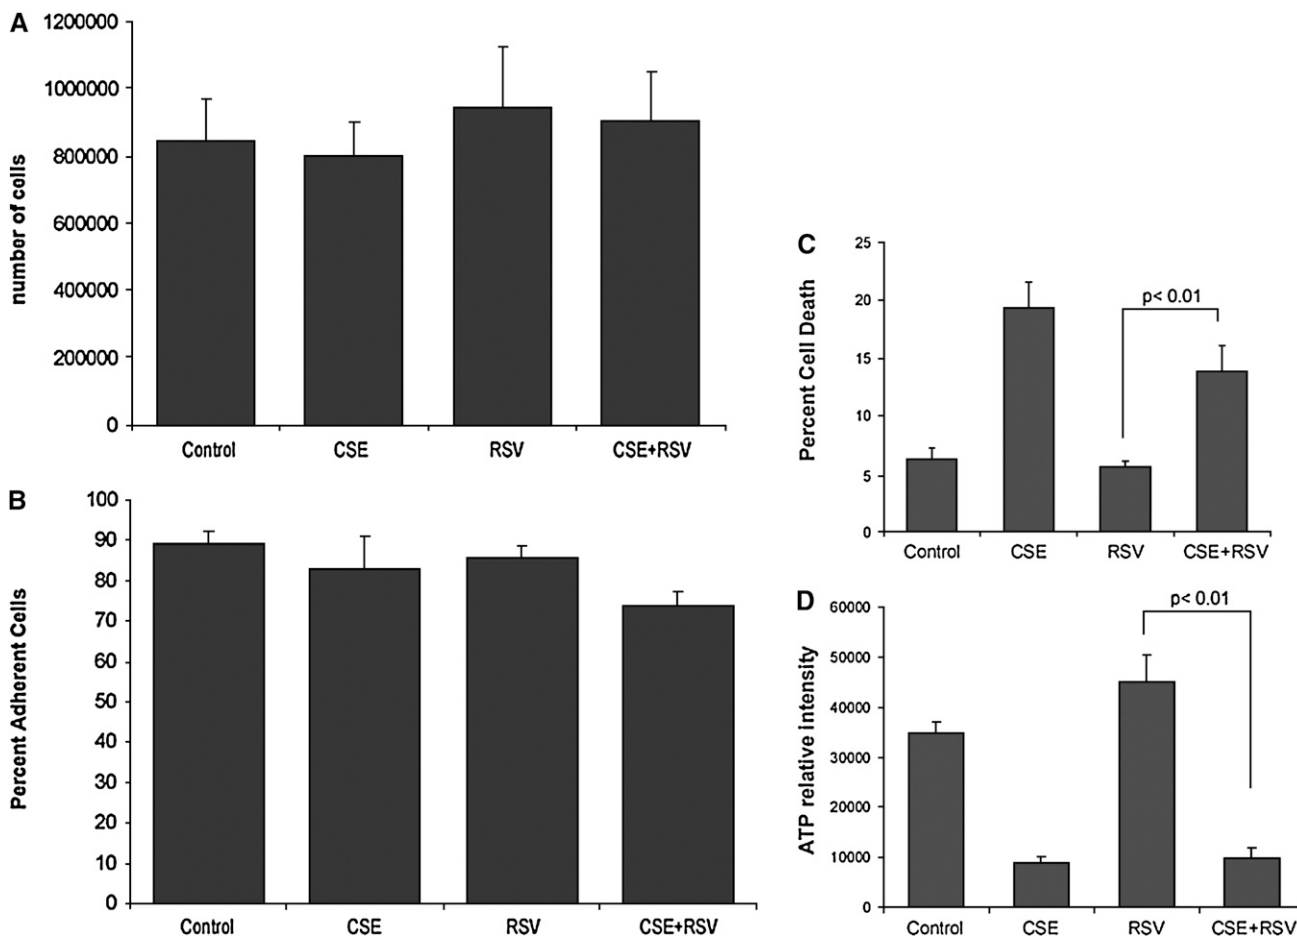 A
1200000
1000000
800000
600000
400000
200000
0
number of cells
Control CSE RSV CSE+RSV
B
100
90
80
70
60
50
40
30
20
10
0
Percent Adherent Cells
Control CSE RSV CSE+RSV
C
25
20
15
10
5
0
Percent Cell Death
p< 0.01
Control CSE RSV CSE+RSV
D
60000
50000
40000
30000
20000
10000
0
ATP relative intensity
p< 0.01
Control CSE RSV CSE+RSV